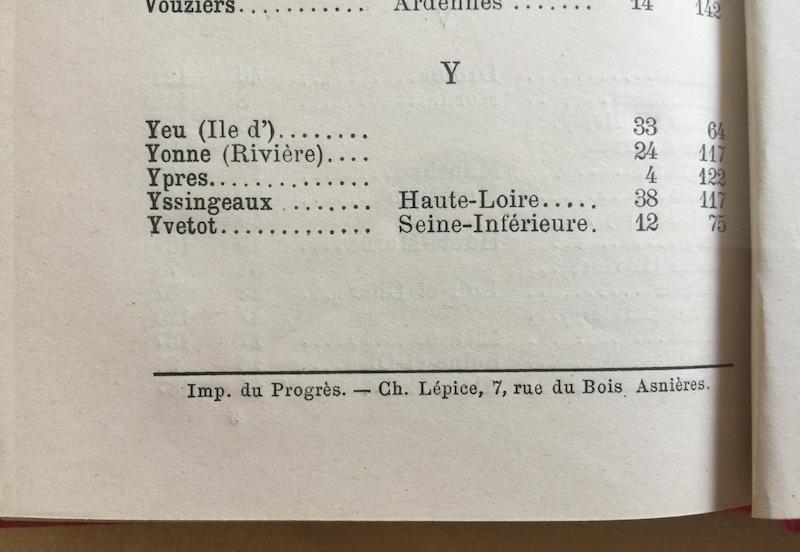 Vouziers........... Ardennes ....... 14 142
Y
Yeu (Ile d')........ 33 64
Yonne (Rivière).... 24 117
Ypres............. 4 122
Yssingeaux ........ Haute-Loire..... 38 117
Yvetot............. Seine-Inférieure. 12 75
Imp. du Progrès. — Ch. Lépice, 7, rue du Bois, Asnières.